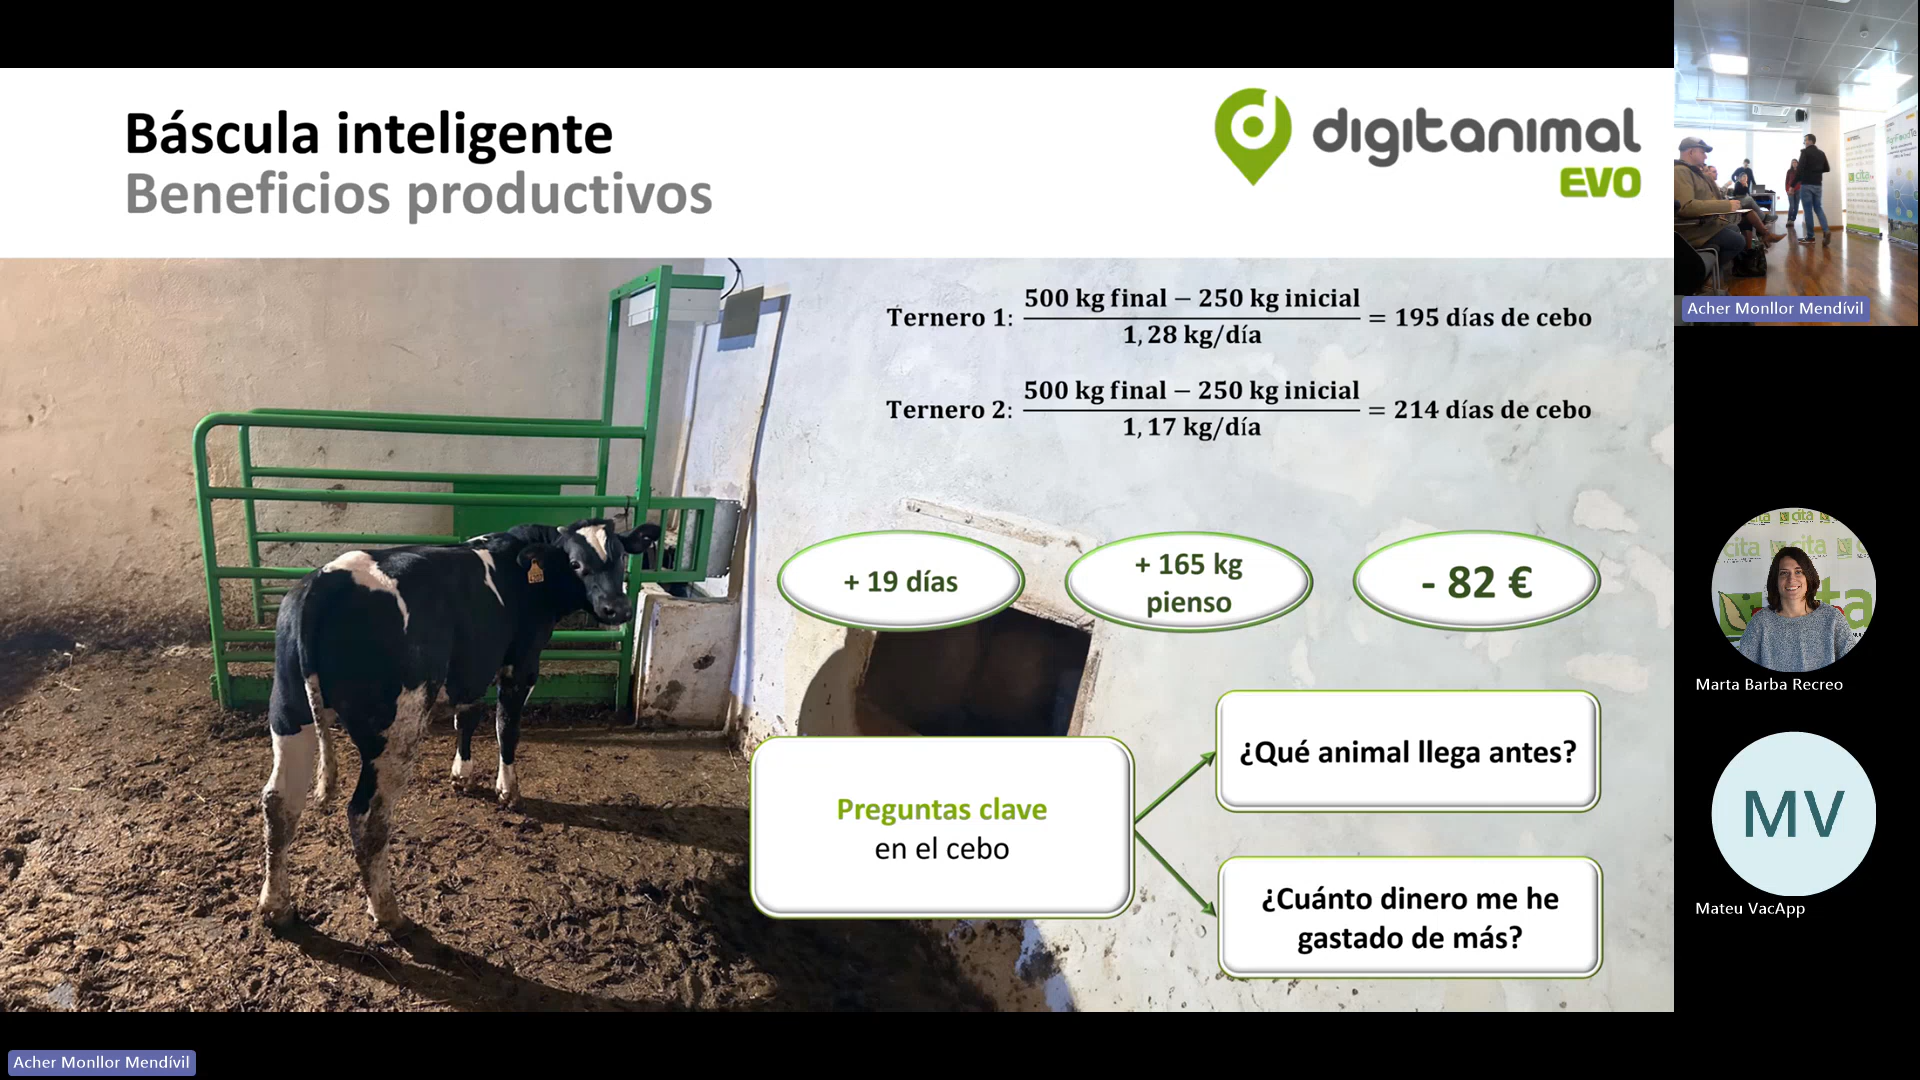 Báscula inteligente
Beneficios productivos
digitanimal
EVO
Ternero 1: 500 kg final − 250 kg inicial / 1, 28 kg/día = 195 días de cebo
Ternero 2: 500 kg final − 250 kg inicial / 1, 17 kg/día = 214 días de cebo
+ 19 días
+ 165 kg
pienso
- 82 €
Preguntas clave
en el cebo
¿Qué animal llega antes?
¿Cuánto dinero me he
gastado de más?
Acher Monllor Mendívil
cita
Acher Monllor Mendívil
cita
Marta Barba Recreo
MV
Mateu VacApp